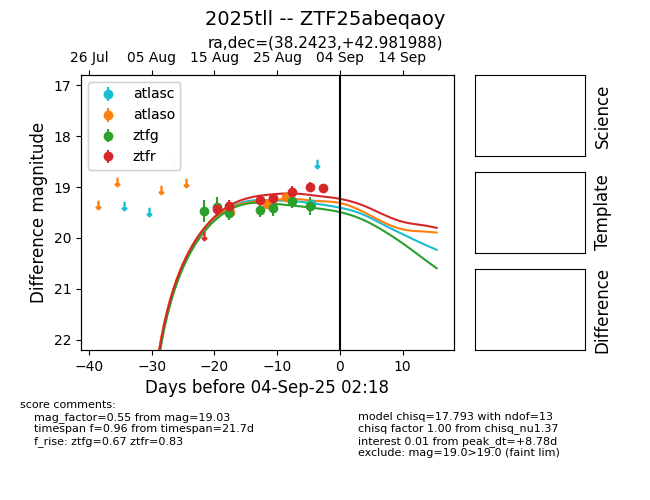 2025tll -- ZTF25abeqaoy
ra,dec=(38.2423,+42.981988)
26 Jul 05 Aug 15 Aug 25 Aug 04 Sep 14 Sep
17
18
19
20
21
22
Difference magnitude
atlasc
atlaso
ztfg
ztfr
−40 −30 −20 −10 0 10
Days before 04-Sep-25 02:18
Science
Template
Difference
score comments:
mag_factor=0.55 from mag=19.03
timespan f=0.96 from timespan=21.7d
f_rise: ztfg=0.67 ztfr=0.83
model chisq=17.793 with ndof=13
chisq factor 1.00 from chisq_nu1.37
interest 0.01 from peak_dt=+8.78d
exclude: mag=19.0>19.0 (faint lim)